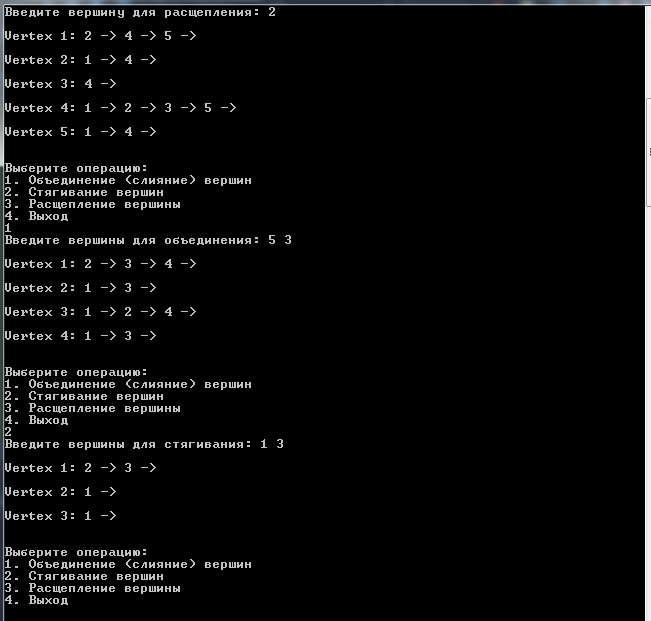 Введите вершину для расщепления: 2
Vertex 1: 2 -> 4 -> 5 ->
Vertex 2: 1 -> 4 ->
Vertex 3: 4 ->
Vertex 4: 1 -> 2 -> 3 -> 5 ->
Vertex 5: 1 -> 4 ->
Выберите операцию:
1. Объединение (слияние) вершин
2. Стягивание вершин
3. Расщепление вершины
4. Выход
1
Введите вершины для объединения: 5 3
Vertex 1: 2 -> 3 -> 4 ->
Vertex 2: 1 -> 3 ->
Vertex 3: 1 -> 2 -> 4 ->
Vertex 4: 1 -> 3 ->
Выберите операцию:
1. Объединение (слияние) вершин
2. Стягивание вершин
3. Расщепление вершины
4. Выход
2
Введите вершины для стягивания: 1 3
Vertex 1: 2 -> 3 ->
Vertex 2: 1 ->
Vertex 3: 1 ->
Выберите операцию:
1. Объединение (слияние) вершин
2. Стягивание вершин
3. Расщепление вершины
4. Выход